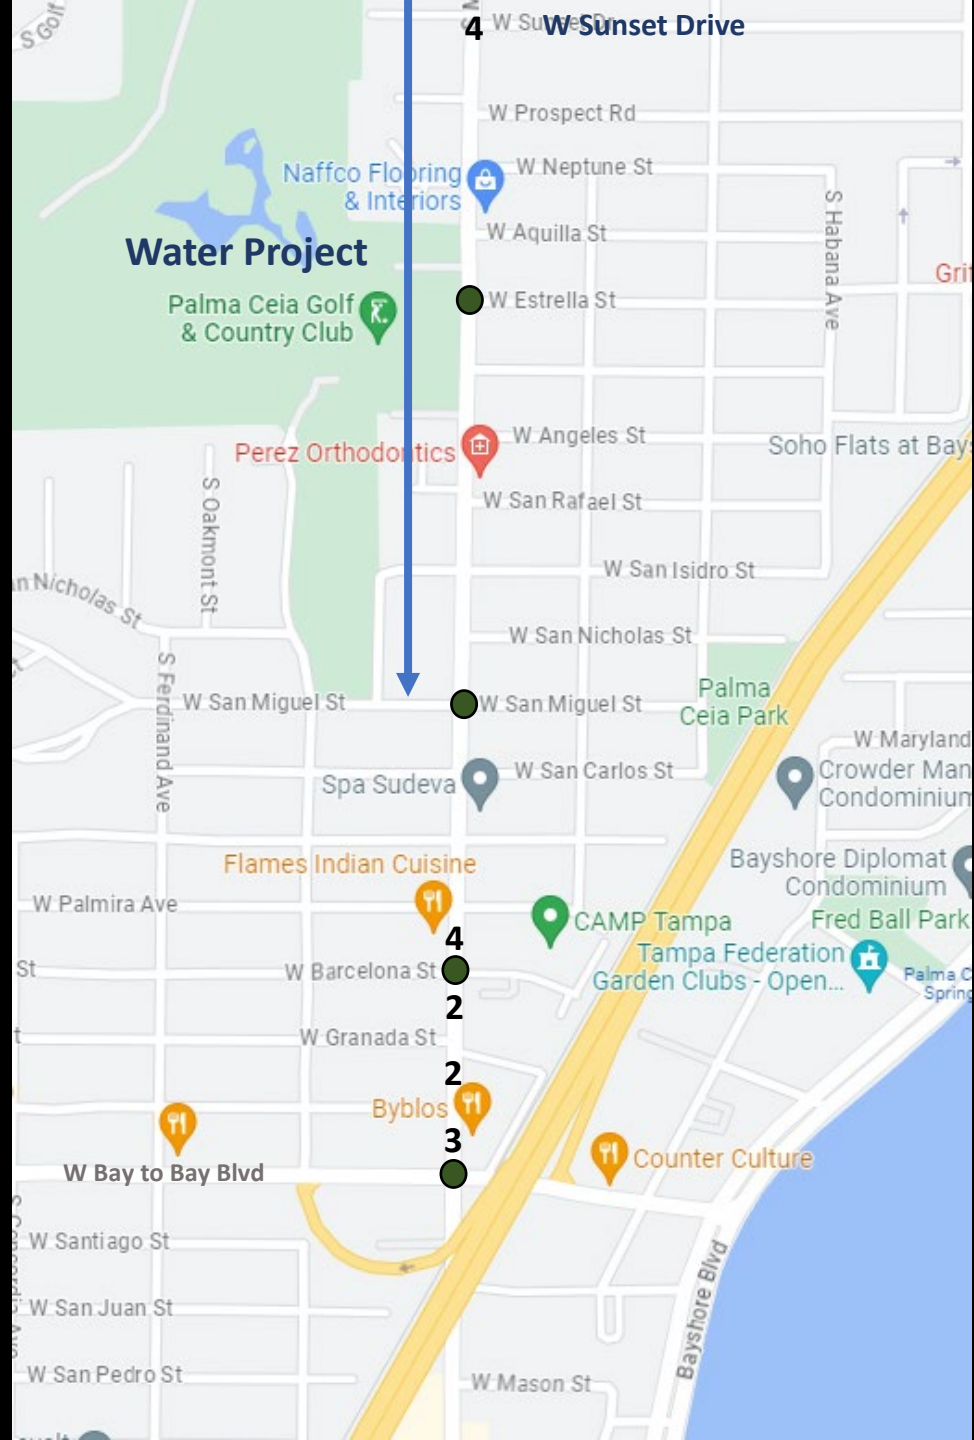 S Golf
4
W Sunset Drive
W Prospect Rd
Naffco Flooring
& Interiors
W Neptune St
W Aquilla St
S Habana Ave
Water Project
Palma Ceia Golf
& Country Club
W Estrella St
Perez Orthodontics
W Angeles St
Soho Flats at Bays
S Oakmont St
W San Rafael St
W San Isidro St
n Nicholas St
W San Nicholas St
S Ferdinand Ave
W San Miguel St
W San Miguel St
Palma
Ceia Park
W Maryland
Spa Sudeva
W San Carlos St
Crowder Man
Condominium
Flames Indian Cuisine
Bayshore Diplomat
Condominium
W Palmira Ave
CAMP Tampa
Fred Ball Park
4
Tampa Federation
Garden Clubs - Open...
St
W Barcelona St
Palma C
Spring
2
W Granada St
2
Byblos
3
W Bay to Bay Blvd
Counter Culture
W Santiago St
W San Juan St
Bayshore Blvd
W San Pedro St
W Mason St